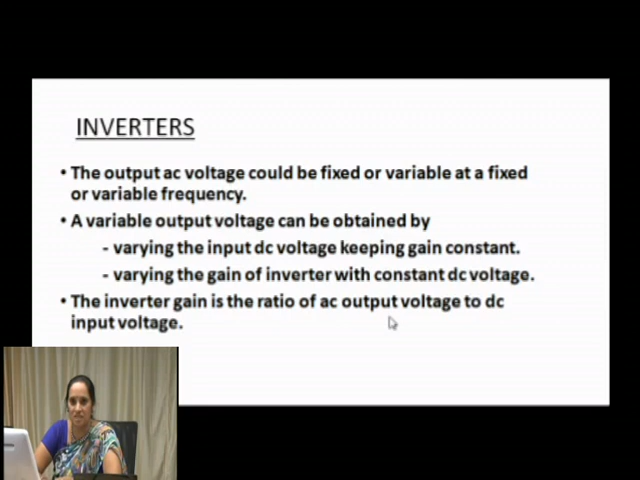 INVERTERS
• The output ac voltage could be fixed or variable at a fixed
or variable frequency.
• A variable output voltage can be obtained by
- varying the input dc voltage keeping gain constant.
- varying the gain of inverter with constant dc voltage.
• The inverter gain is the ratio of ac output voltage to dc
input voltage.